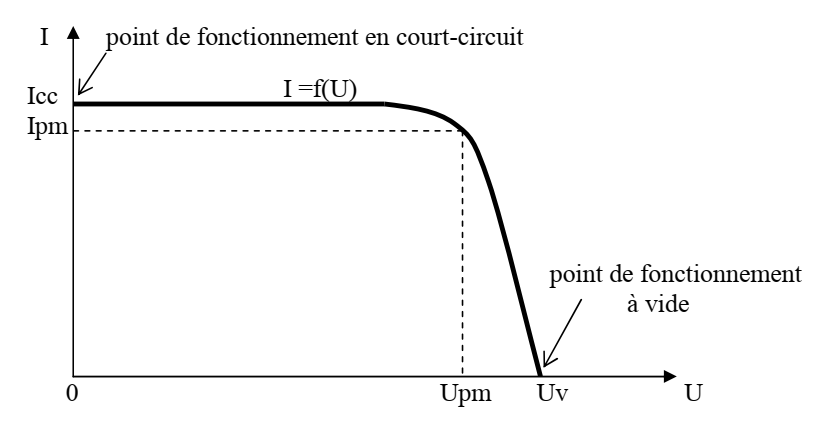 I
point de fonctionnement en court-circuit
Icc
I =f(U)
Ipm
point de fonctionnement
à vide
0
Upm
Uv
U